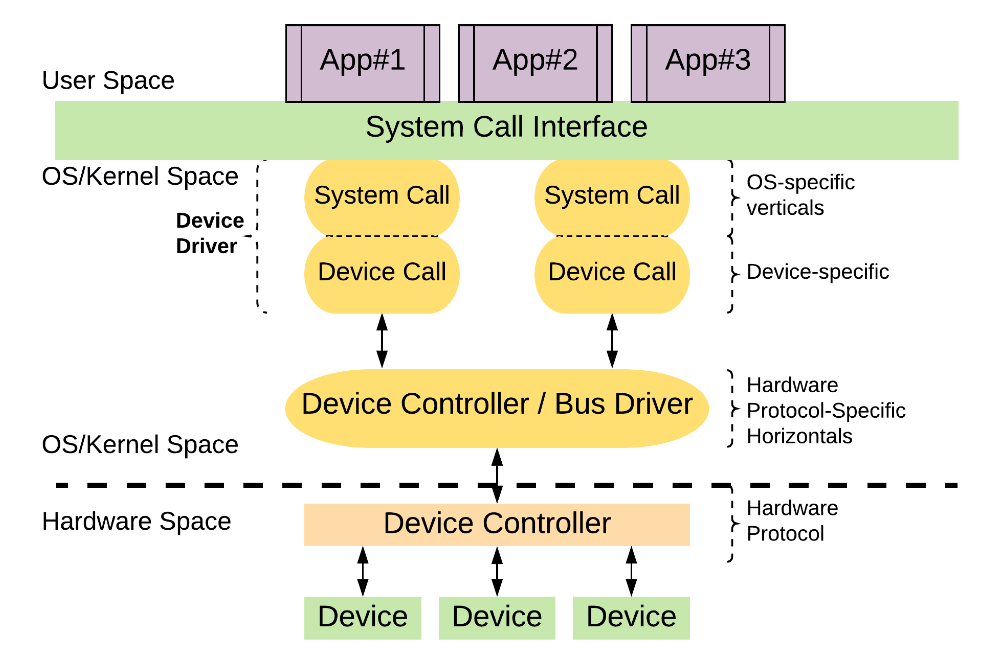 App#1
App#2
App#3
User Space
System Call Interface
OS/Kernel Space
System Call
System Call
OS-specific
verticals
Device
Driver
Device Call
Device Call
Device-specific
Device Controller / Bus Driver
Hardware
Protocol-Specific
Horizontals
OS/Kernel Space
Hardware Space
Device Controller
Hardware
Protocol
Device
Device
Device